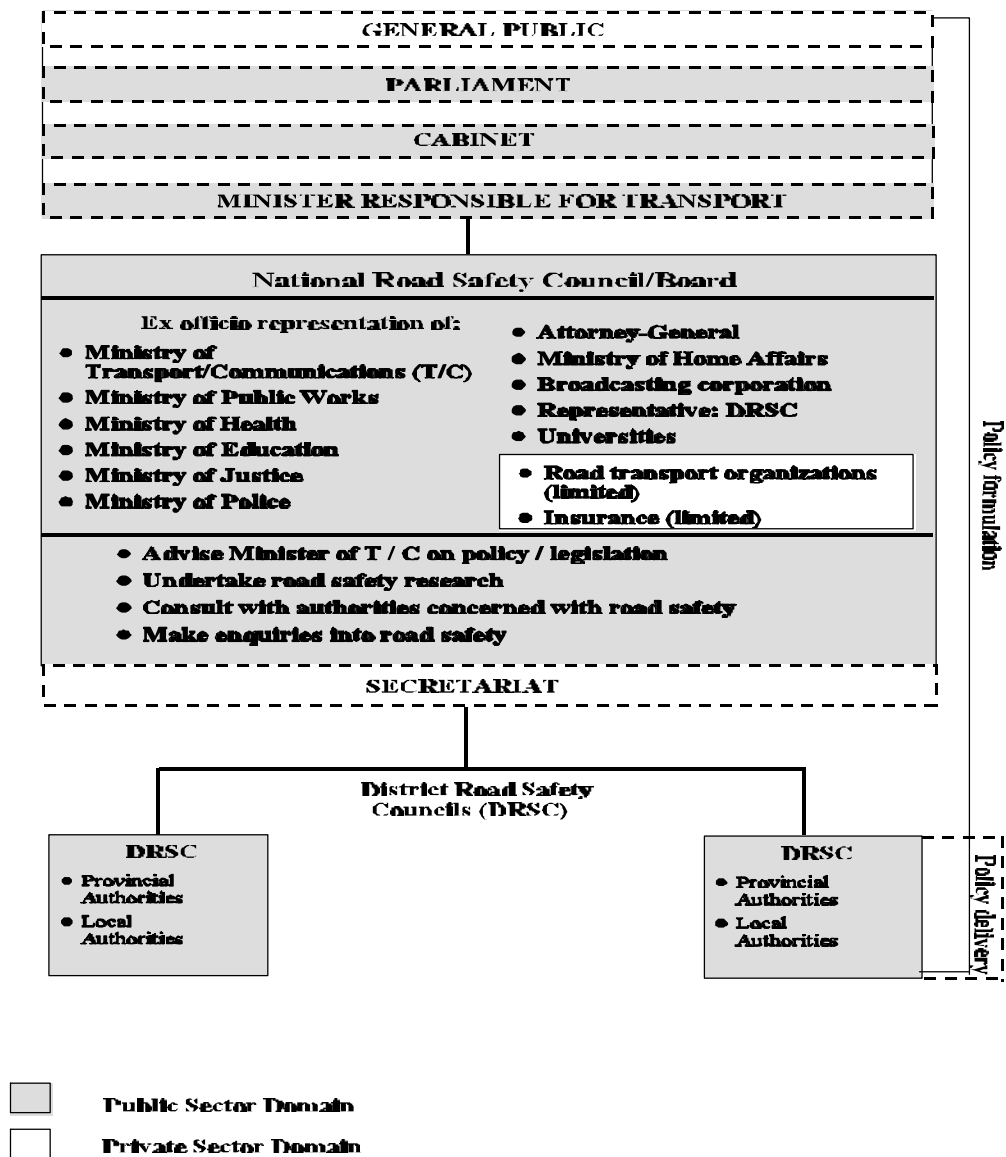 GENERAL PUBLIC
PARLIAMENT
CABINET
MINISTER RESPONSIBLE FOR TRANSPORT
National Road Safety Council/Board
Ex officio representation of:
• Ministry of
Transport/Communications (T/C)
• Ministry of Public Works
• Ministry of Health
• Ministry of Education
• Ministry of Justice
• Ministry of Police
• Attorney-General
• Ministry of Home Affairs
• Broadcasting corporation
• Representative: DRSC
• Universities
• Road transport organizations
(limited)
• Insurance (limited)
• Advise Minister of T / C on policy / legislation
• Undertake road safety research
• Consult with authorities concerned with road safety
• Make enquiries into road safety
SECRETARIAT
District Road Safety
Councils (DRSC)
DRSC
• Provincial
Authorities
• Local
Authorities
DRSC
• Provincial
Authorities
• Local
Authorities
Policy formulation
Policy delivery
Public Sector Domain
Private Sector Domain